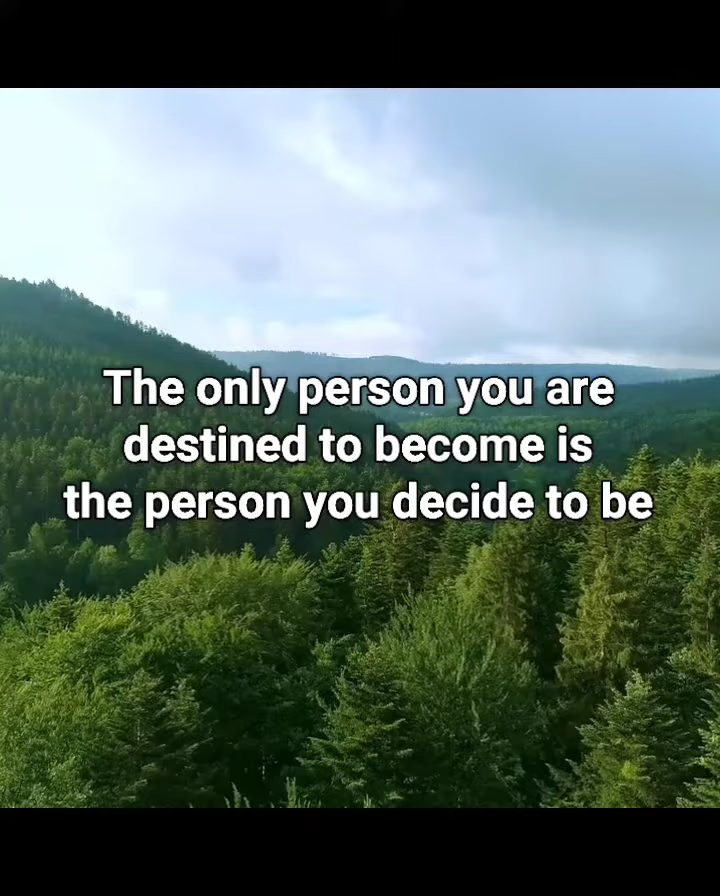 The only person you are
destined to become is
the person you decide to be